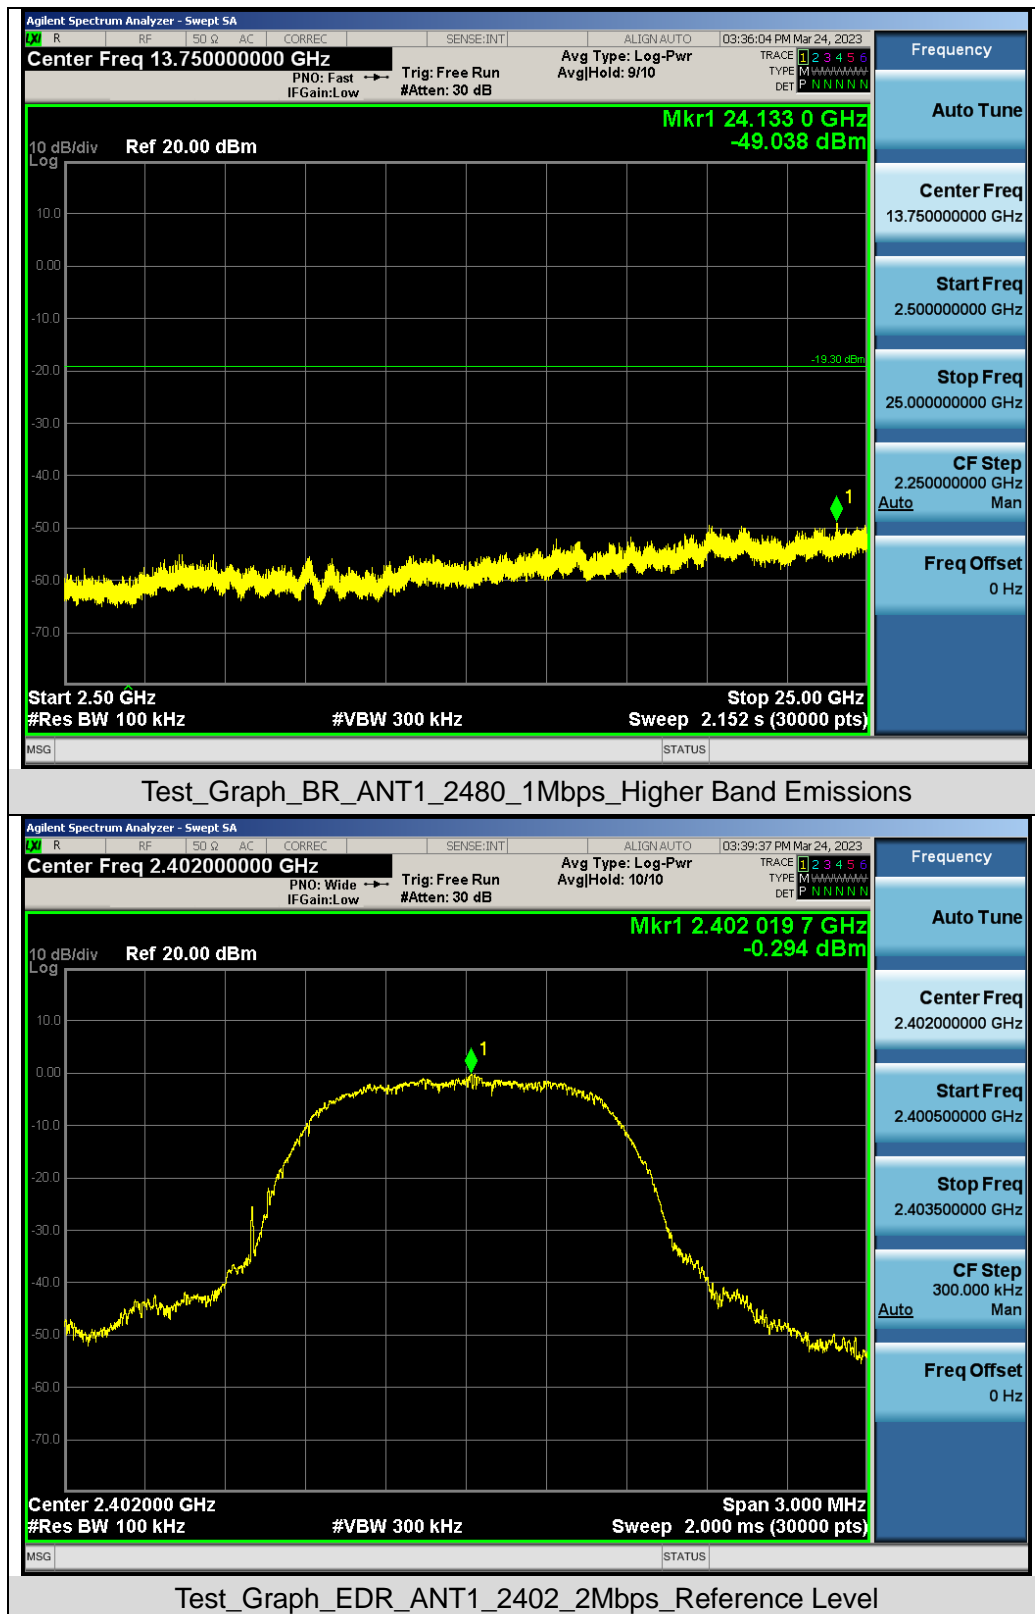 Agilent Spectrum Analyzer - Swept SA
LXI R RF 50 Ω AC CORREC SENSE:INT ALIGN AUTO 03:36:04 PM Mar 24, 2023
Center Freq 13.750000000 GHz
PNO: Fast
IFGain:Low
Trig: Free Run
#Atten: 30 dB
Avg Type: Log-Pwr
Avg|Hold: 9/10
TRACE 1 2 3 4 5 6
TYPE M
DET P N N N N N
Frequency
Auto Tune
Center Freq
13.750000000 GHz
Start Freq
2.500000000 GHz
Stop Freq
25.000000000 GHz
CF Step
2.250000000 GHz
Auto Man
Freq Offset
0 Hz
Mkr1 24.133 0 GHz
-49.038 dBm
10 dB/div Ref 20.00 dBm
Log
10.0
0.00
-10.0
-19.30 dBm
-20.0
-30.0
-40.0
1
-50.0
-60.0
-70.0
Start 2.50 GHz Stop 25.00 GHz
#Res BW 100 kHz #VBW 300 kHz Sweep 2.152 s (30000 pts)
MSG STATUS
Test_Graph_BR_ANT1_2480_1Mbps_Higher Band Emissions
Agilent Spectrum Analyzer - Swept SA
LXI R RF 50 Ω AC CORREC SENSE:INT ALIGN AUTO 03:39:37 PM Mar 24, 2023
Center Freq 2.402000000 GHz
PNO: Wide
IFGain:Low
Trig: Free Run
#Atten: 30 dB
Avg Type: Log-Pwr
Avg|Hold: 10/10
TRACE 1 2 3 4 5 6
TYPE M
DET P N N N N N
Frequency
Auto Tune
Center Freq
2.402000000 GHz
Start Freq
2.400500000 GHz
Stop Freq
2.403500000 GHz
CF Step
300.000 kHz
Auto Man
Freq Offset
0 Hz
Mkr1 2.402 019 7 GHz
-0.294 dBm
10 dB/div Ref 20.00 dBm
Log
10.0
1
0.00
-10.0
-20.0
-30.0
-40.0
-50.0
-60.0
-70.0
Center 2.402000 GHz Span 3.000 MHz
#Res BW 100 kHz #VBW 300 kHz Sweep 2.000 ms (30000 pts)
MSG STATUS
Test_Graph_EDR_ANT1_2402_2Mbps_Reference Level